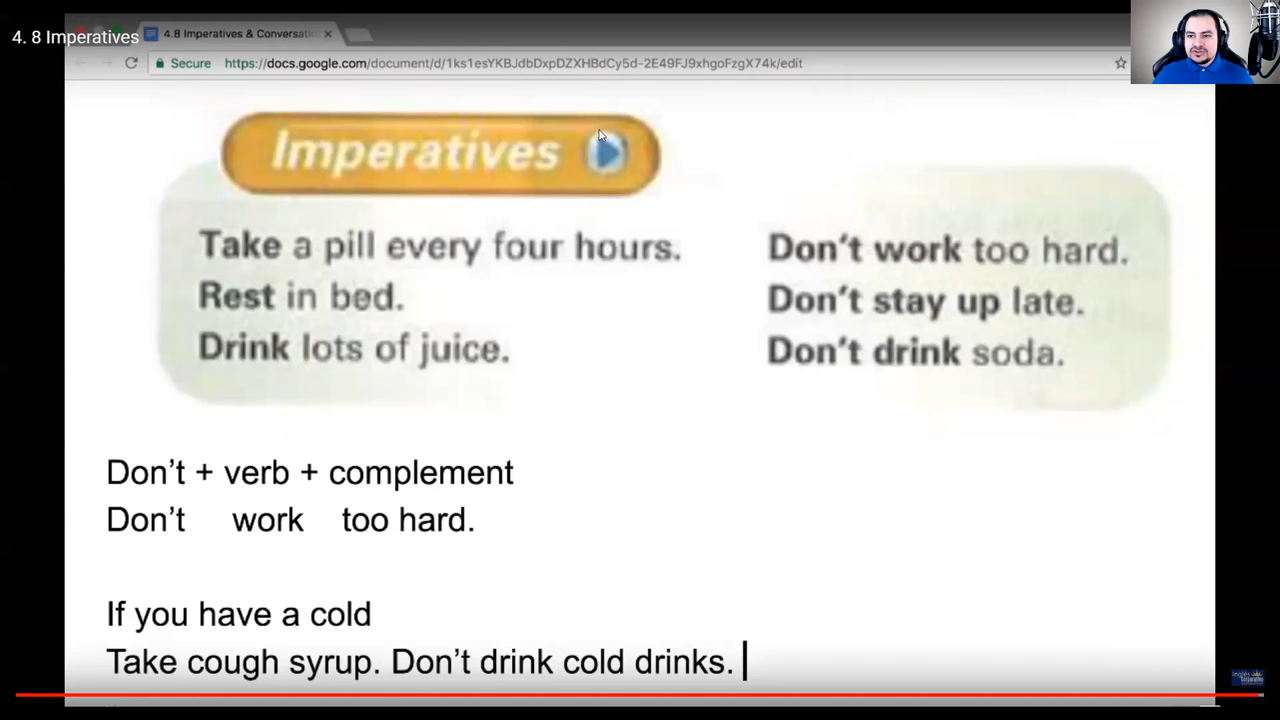 4. 8 Imperatives
4.8 Imperatives & Conversati
Secure https://docs.google.com/document/d/1ks1esYKBJdbDxpDZXHBdCy5d-2E49FJ9xhgoFzgX74k/edit
Imperatives
Take a pill every four hours.
Rest in bed.
Drink lots of juice.
Don't work too hard.
Don't stay up late.
Don't drink soda.
Don't + verb + complement
Don't work too hard.
If you have a cold
Take cough syrup. Don't drink cold drinks.
Inglés
Corporativo